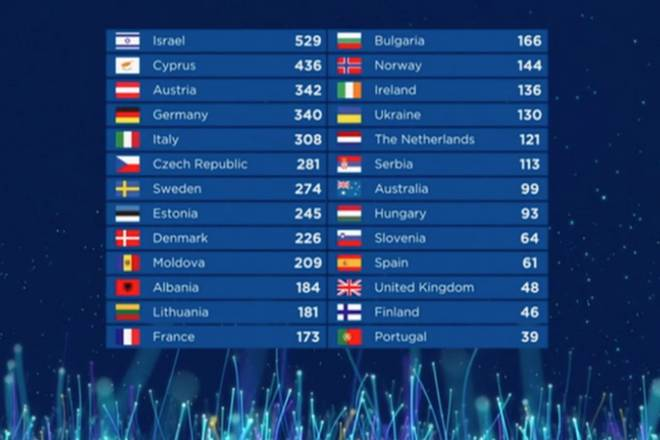 Israel 529
Cyprus 436
Austria 342
Germany 340
Italy 308
Czech Republic 281
Sweden 274
Estonia 245
Denmark 226
Moldova 209
Albania 184
Lithuania 181
France 173
Bulgaria 166
Norway 144
Ireland 136
Ukraine 130
The Netherlands 121
Serbia 113
Australia 99
Hungary 93
Slovenia 64
Spain 61
United Kingdom 48
Finland 46
Portugal 39